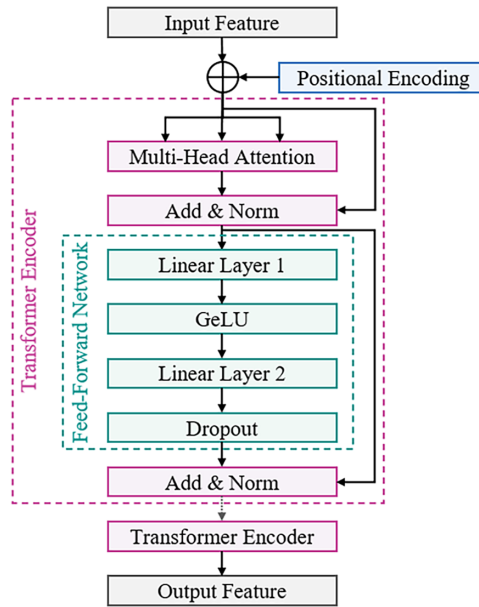 Input Feature
Positional Encoding
Transformer Encoder
Multi-Head Attention
Add & Norm
Feed-Forward Network
Linear Layer 1
GeLU
Linear Layer 2
Dropout
Add & Norm
Transformer Encoder
Output Feature